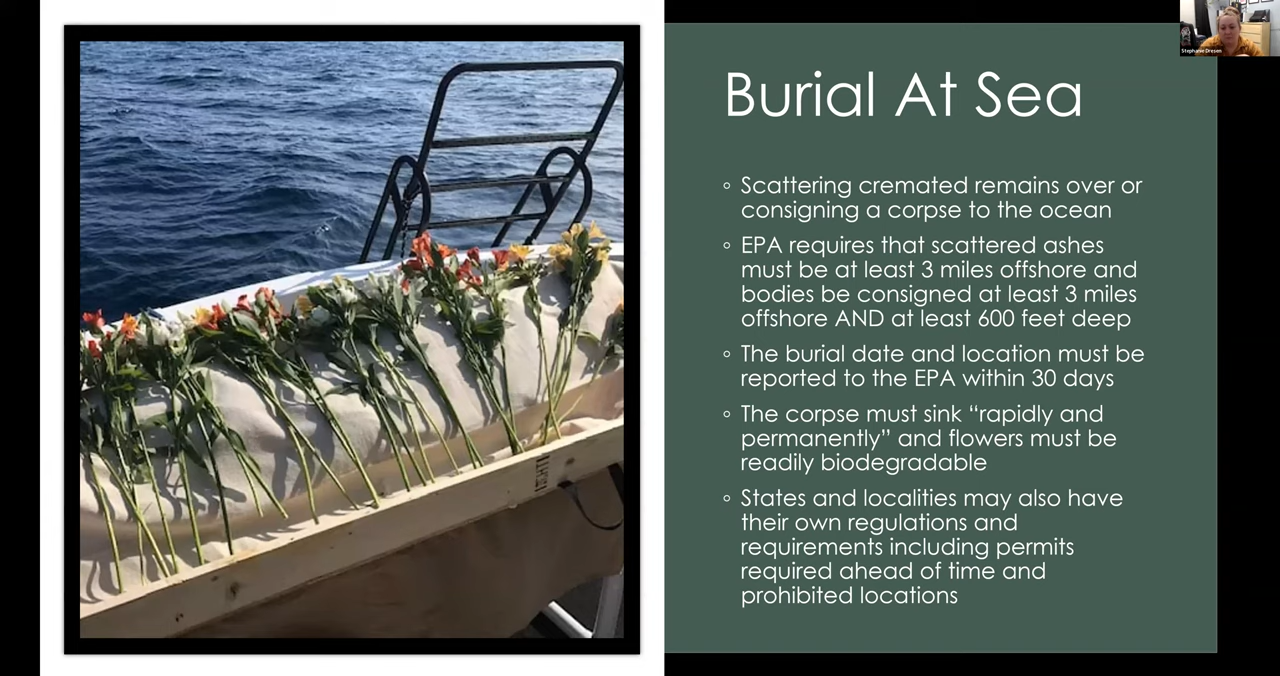 Burial At Sea
Scattering cremated remains over or
consigning a corpse to the ocean
EPA requires that scattered ashes
must be at least 3 miles offshore and
bodies be consigned at least 3 miles
offshore AND at least 600 feet deep
The burial date and location must be
reported to the EPA within 30 days
The corpse must sink “rapidly and
permanently” and flowers must be
readily biodegradable
States and localities may also have
their own regulations and
requirements including permits
required ahead of time and
prohibited locations
Stephanie Dresen